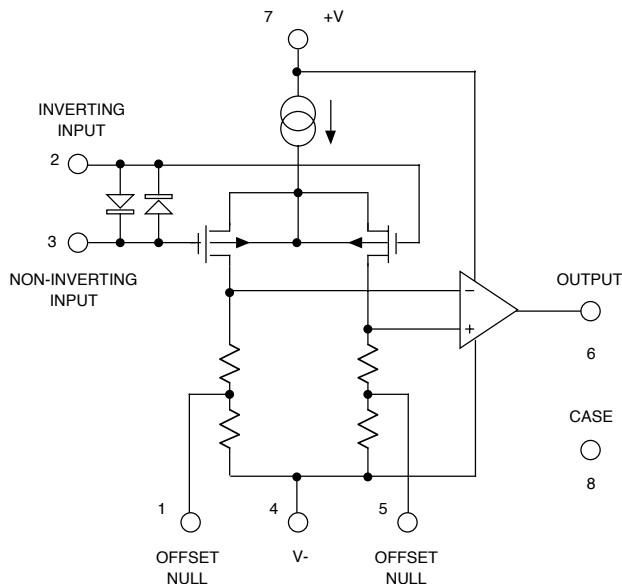 7 +V
INVERTING
INPUT
2
3
NON-INVERTING
INPUT
−
+
OUTPUT
6
CASE
8
1 4 5
OFFSET
NULL
V-
OFFSET
NULL